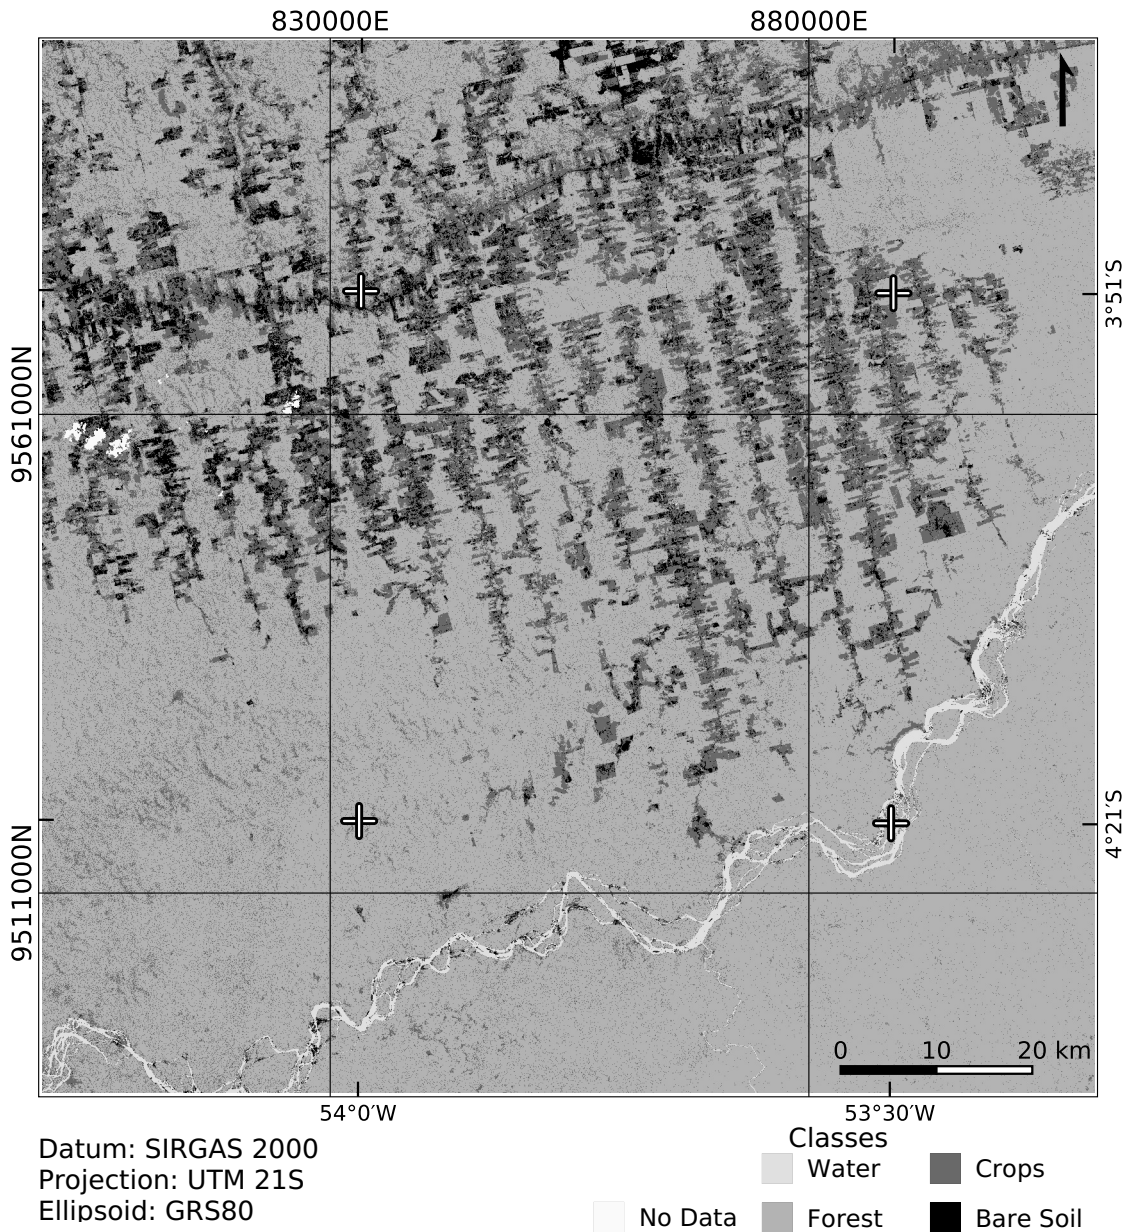 830000E 880000E
3°51′S
9561000N
4°21′S
9511000N
0 10 20 km
54°0′W 53°30′W
Datum: SIRGAS 2000
Projection: UTM 21S
Ellipsoid: GRS80
Classes
Water Crops
No Data Forest Bare Soil